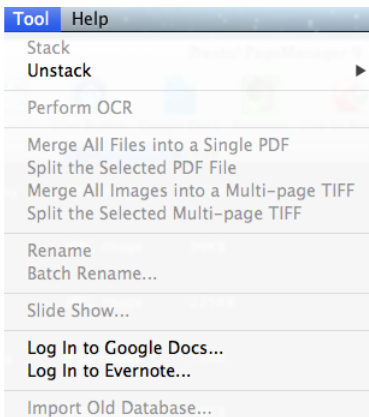 Tool Help
Stack
Unstack
Perform OCR
Merge All Files into a Single PDF
Split the Selected PDF File
Merge All Images into a Multi-page TIFF
Split the Selected Multi-page TIFF
Rename
Batch Rename...
Slide Show...
Log In to Google Docs...
Log In to Evernote...
Import Old Database...